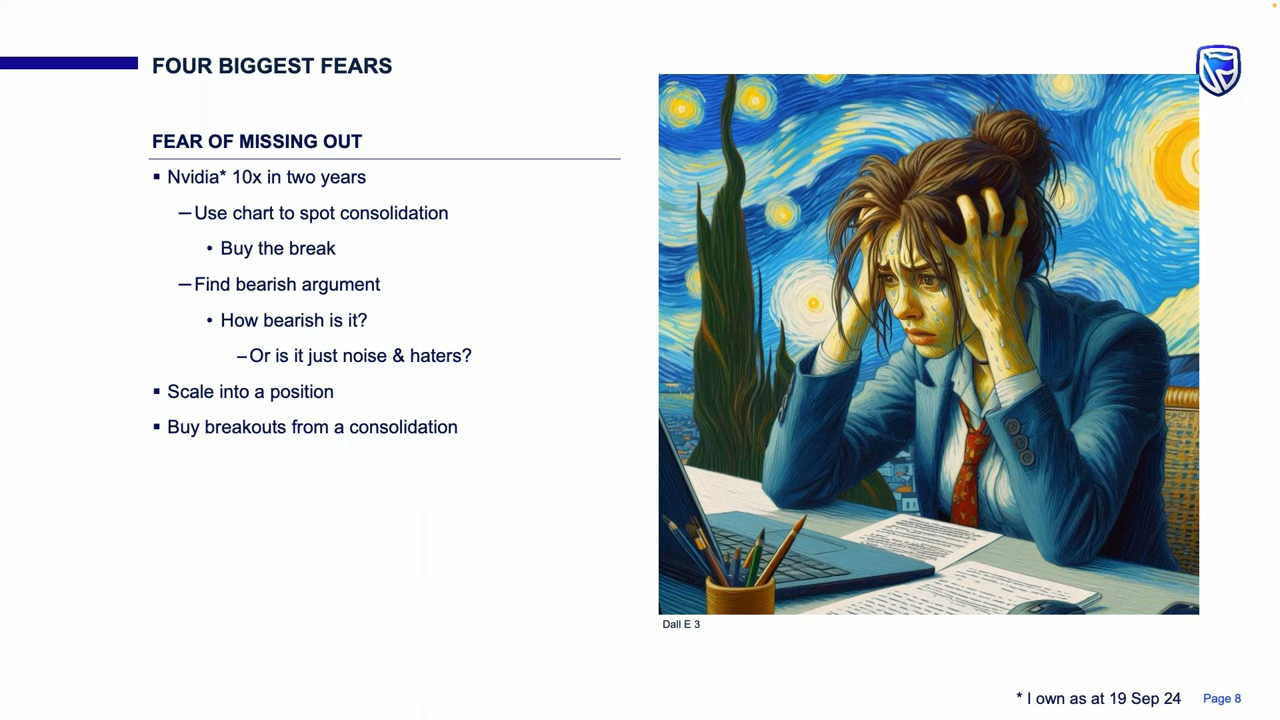 FOUR BIGGEST FEARS
FEAR OF MISSING OUT
▪ Nvidia* 10x in two years
– Use chart to spot consolidation
• Buy the break
– Find bearish argument
• How bearish is it?
– Or is it just noise & haters?
▪ Scale into a position
▪ Buy breakouts from a consolidation
Dall E 3
* I own as at 19 Sep 24
Page 8